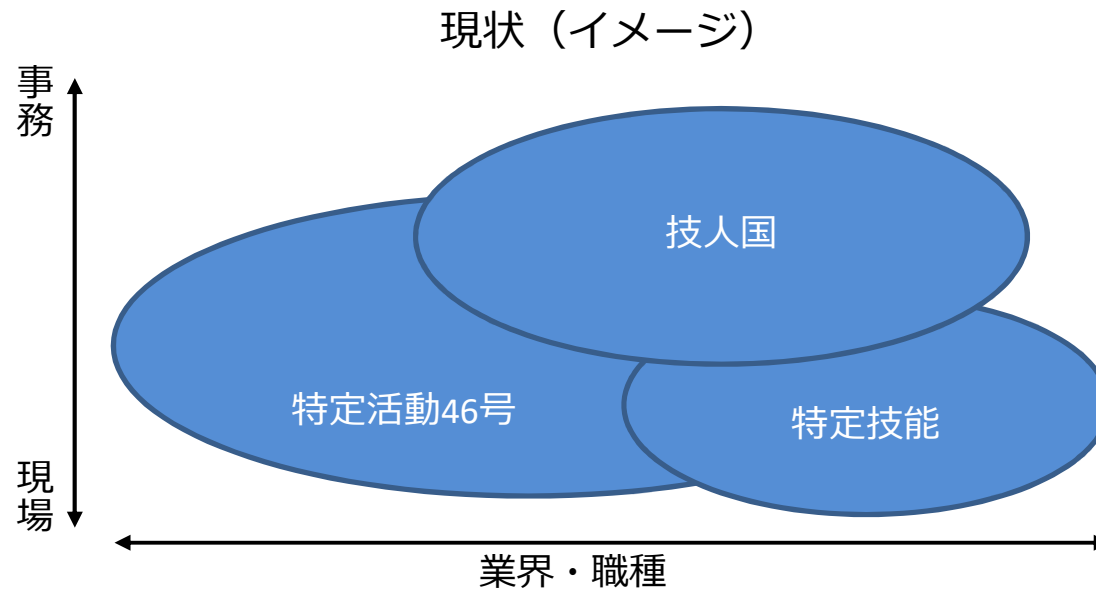 現状（イメージ）
事務
技人国
特定活動46号
特定技能
現場
業界・職種